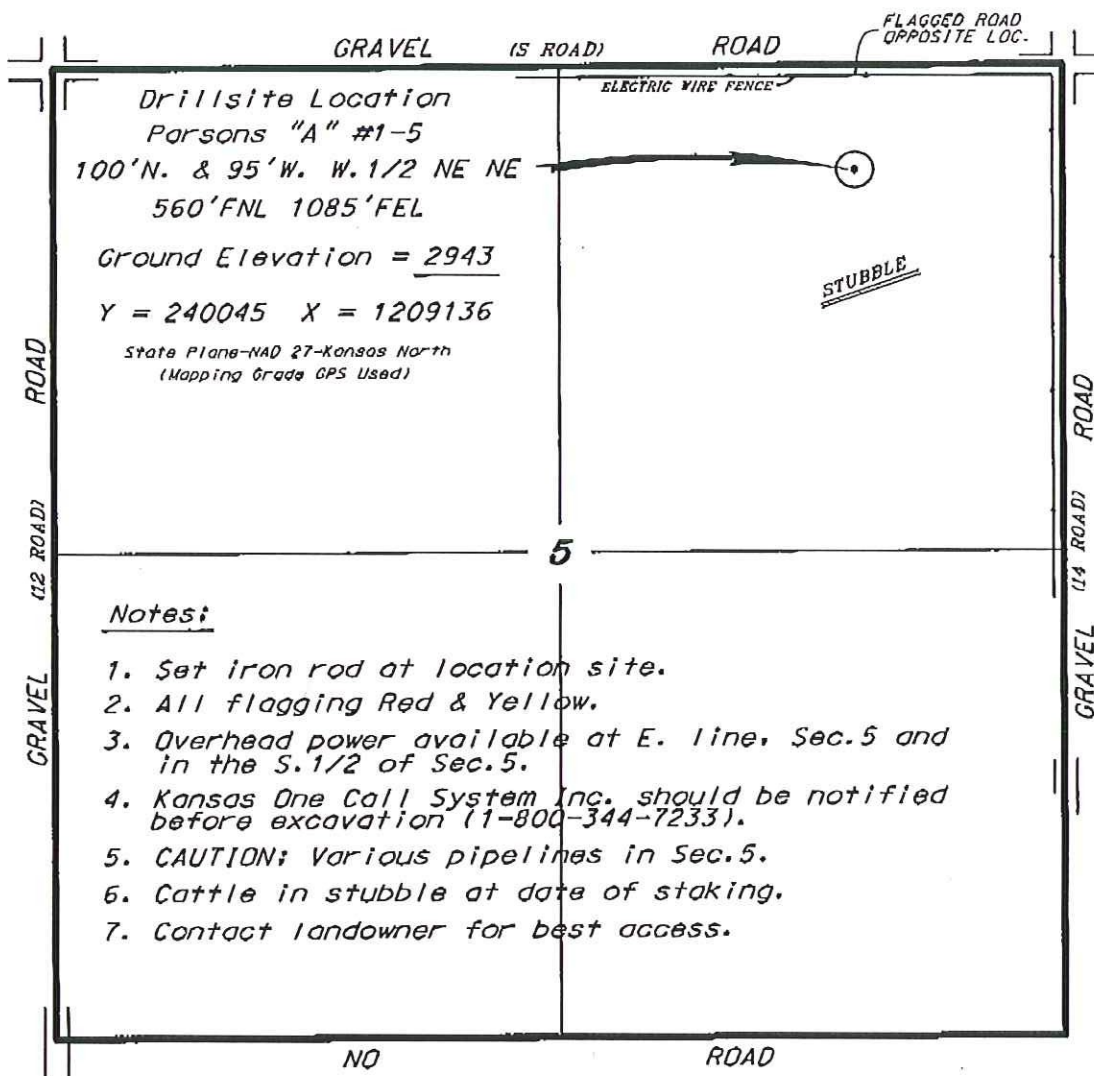 FLAGGED ROAD
OPPOSITE LOC.
GRAVEL (S ROAD) ROAD
ELECTRIC WIRE FENCE
Drillsite Location
Parsons "A" #1-5
100'N. & 95'W. W.1/2 NE NE
560'FNL 1085'FEL
Ground Elevation = 2943
Y = 240045 X = 1209136
State Plane-NAD 27-Kansas North
(Mapping Grade GPS Used)
STUBBLE
GRAVEL (12 ROAD) ROAD
GRAVEL (14 ROAD) ROAD
5
Notes:
1. Set iron rod at location site.
2. All flagging Red & Yellow.
3. Overhead power available at E. line, Sec.5 and
in the S.1/2 of Sec.5.
4. Kansas One Call System Inc. should be notified
before excavation (1-800-344-7233).
5. CAUTION: Various pipelines in Sec.5.
6. Cattle in stubble at date of staking.
7. Contact landowner for best access.
NO ROAD